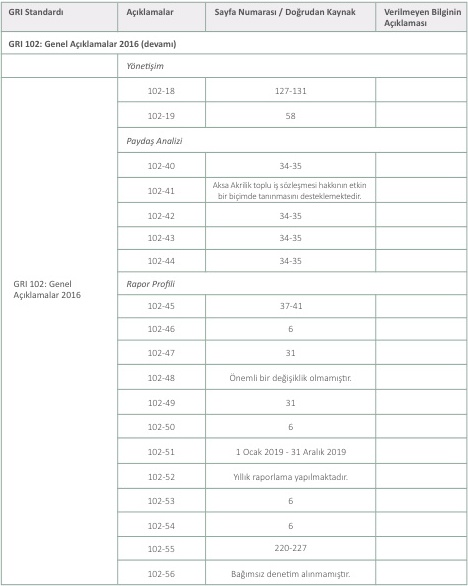 GRI Standardı Açıklamalar Sayfa Numarası / Doğrudan Kaynak Verilmeyen Bilginin
Açıklaması
GRI 102: Genel Açıklamalar 2016 (devamı)
Yönetişim
102-18 127-131
102-19 58
Paydaş Analizi
102-40 34-35
102-41 Aksa Akrilik toplu iş sözleşmesi hakkının etkin
bir biçimde tanınmasını desteklemektedir.
102-42 34-35
102-43 34-35
102-44 34-35
GRI 102: Genel
Açıklamalar 2016
Rapor Profili
102-45 37-41
102-46 6
102-47 31
102-48 Önemli bir değişiklik olmamıştır.
102-49 31
102-50 6
102-51 1 Ocak 2019 - 31 Aralık 2019
102-52 Yıllık raporlama yapılmaktadır.
102-53 6
102-54 6
102-55 220-227
102-56 Bağımsız denetim alınmamıştır.